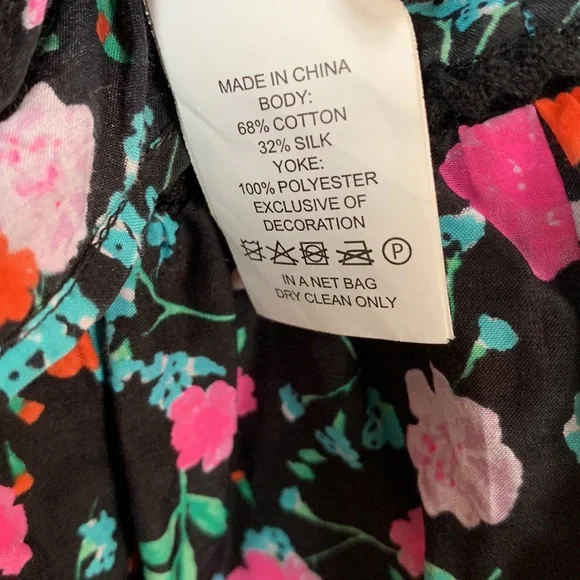 MADE IN CHINA
BODY:
68% COTTON
32% SILK
YOKE:
100% POLYESTER
EXCLUSIVE OF
DECORATION
P
IN A NET BAG
DRY CLEAN ONLY